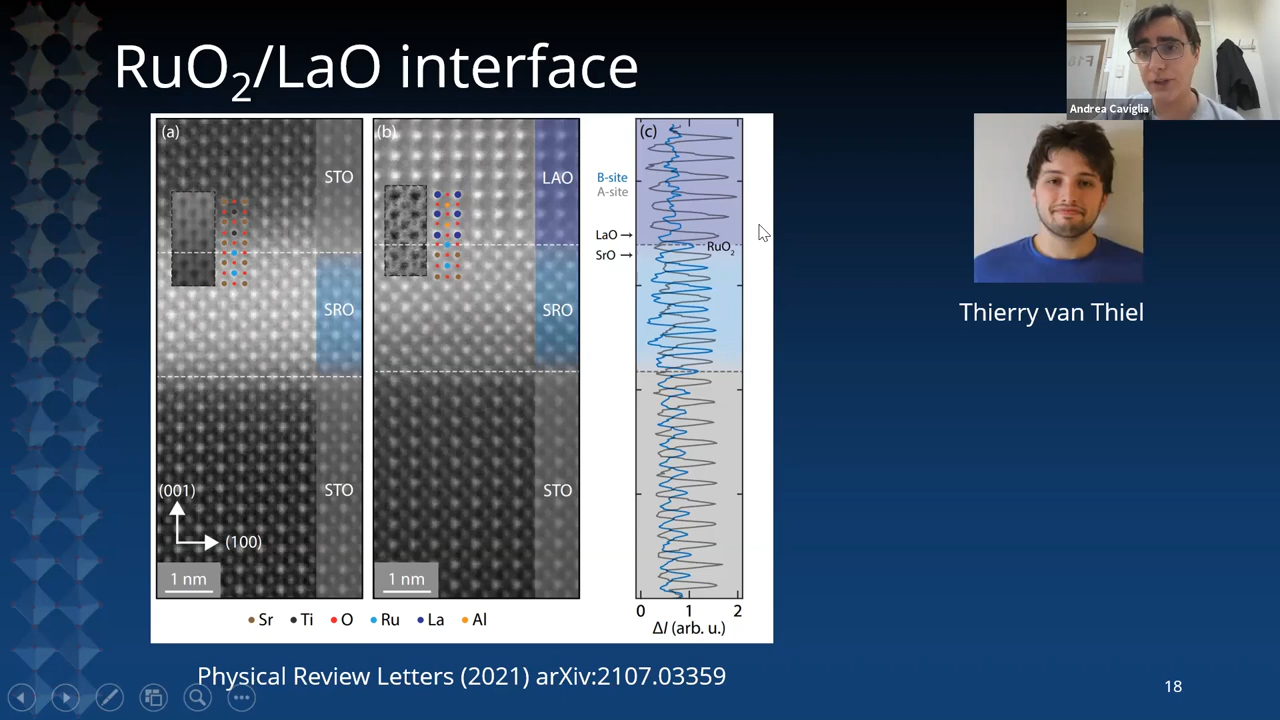 RuO2/LaO interface
Andrea Caviglia
(a)
STO
SRO
STO
(001)
(100)
1 nm
(b)
LAO
SRO
STO
1 nm
(c)
B-site
A-site
LaO →
SrO →
RuO2
0 1 2
ΔI (arb. u.)
Sr Ti O Ru La Al
Thierry van Thiel
Physical Review Letters (2021) arXiv:2107.03359
18